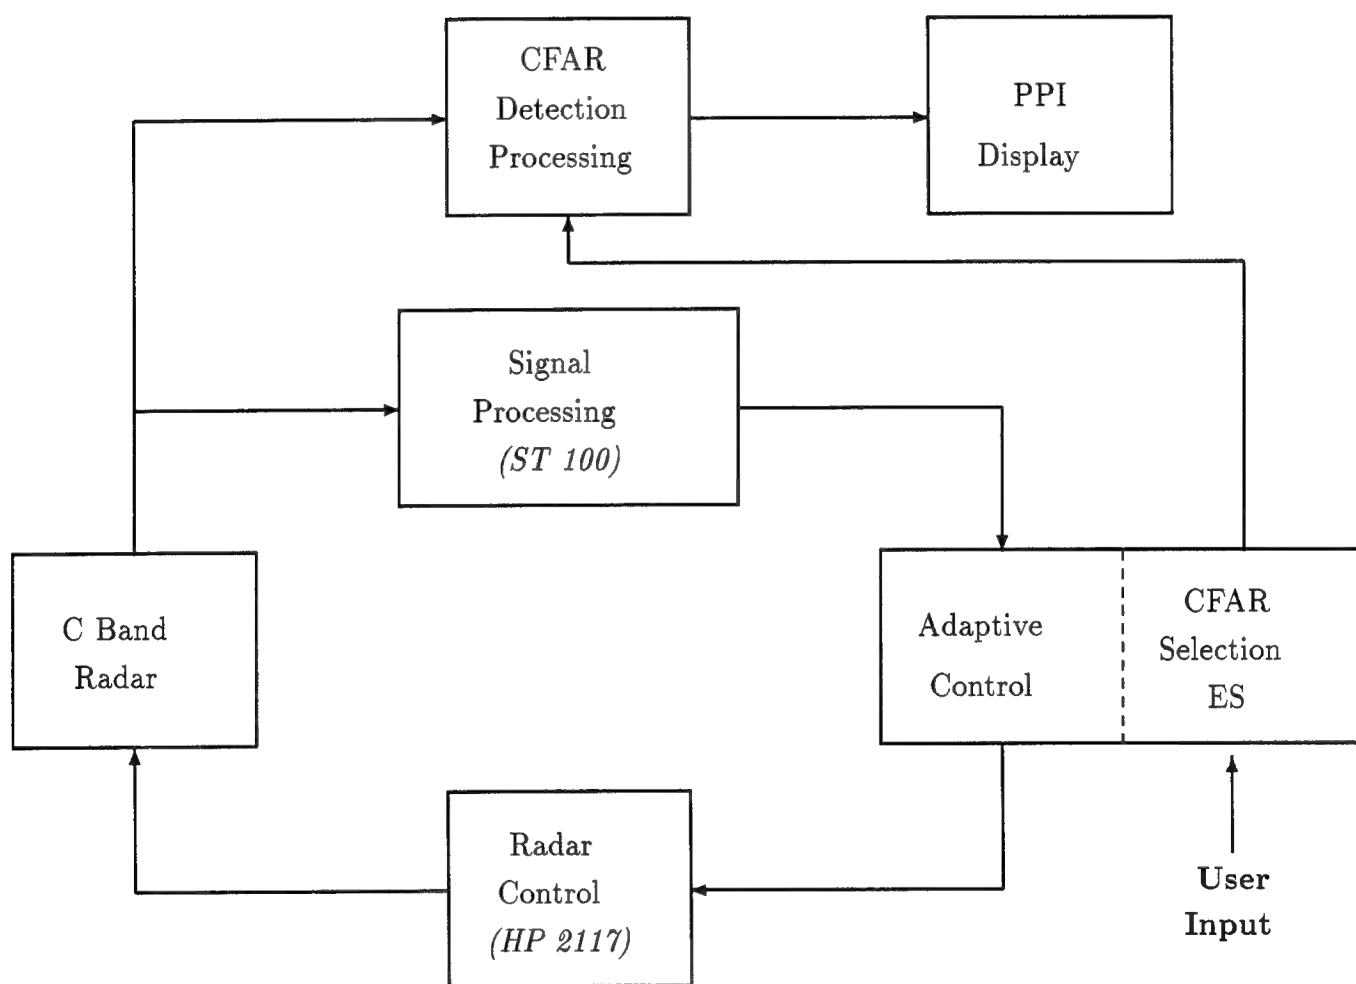 CFAR
Detection
Processing
PPI
Display
Signal
Processing
(ST 100)
C Band
Radar
Adaptive
Control
CFAR
Selection
ES
Radar
Control
(HP 2117)
User
Input